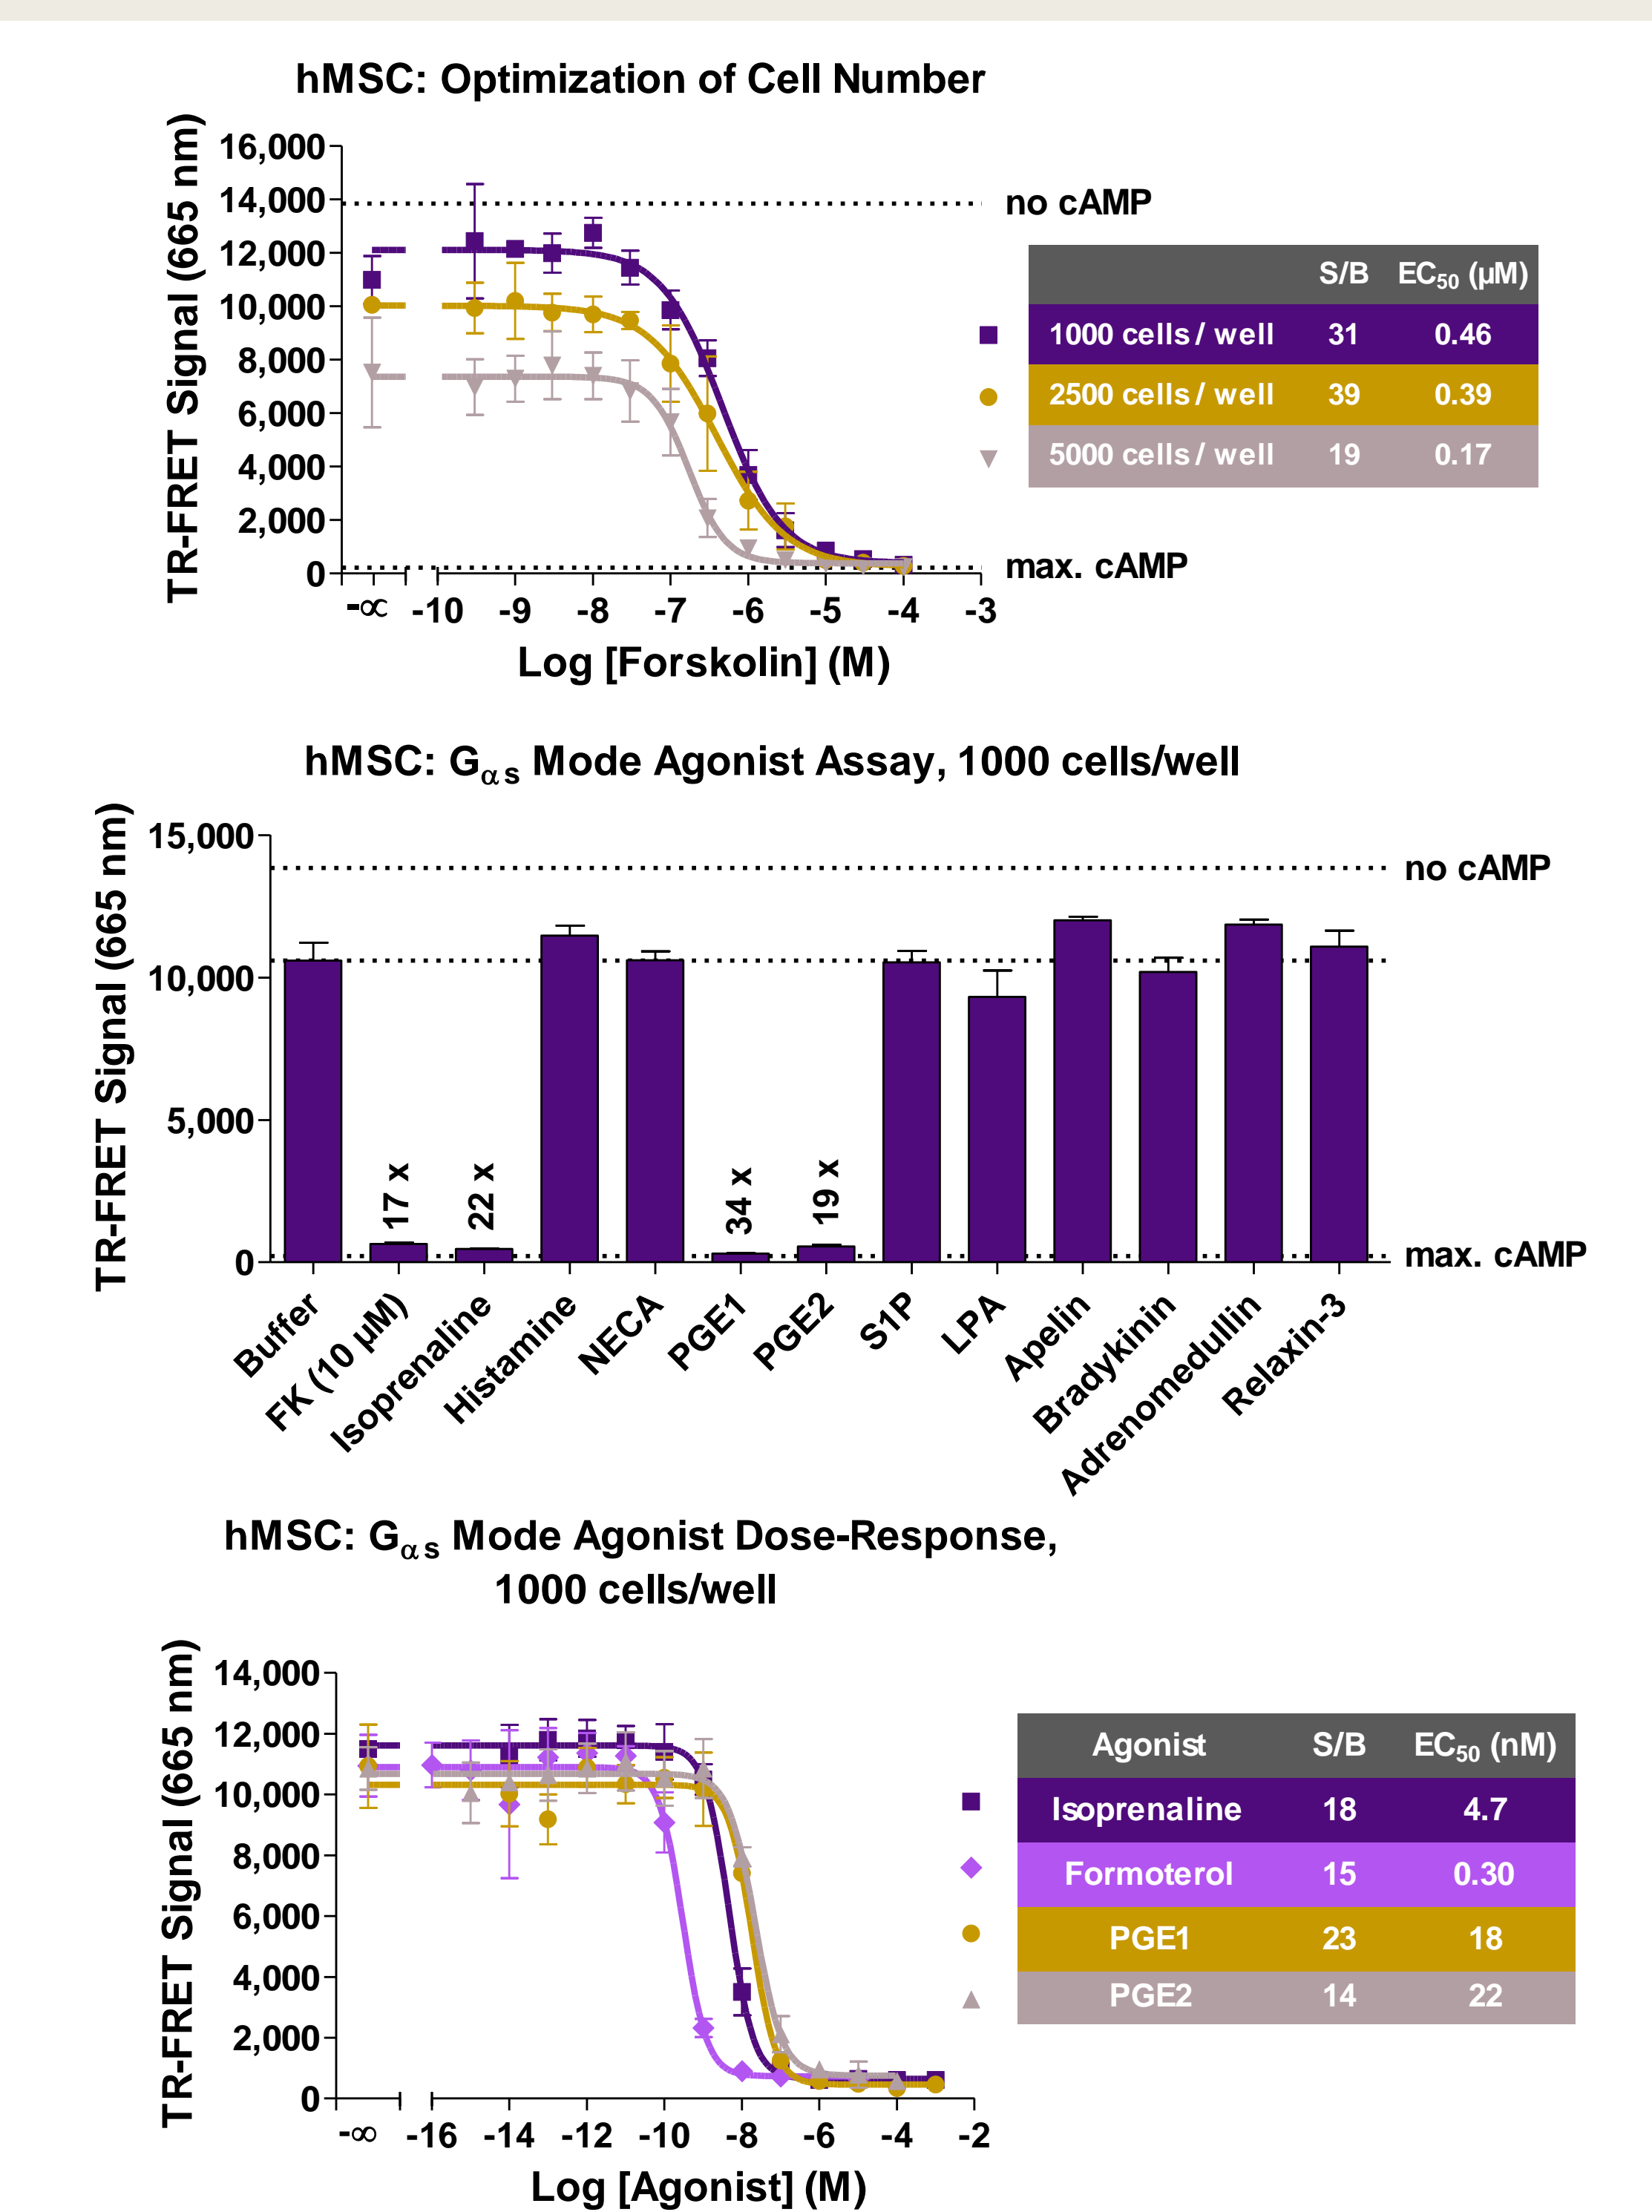 hMSC: Optimization of Cell Number
TR-FRET Signal (665 nm)
16,000
14,000
12,000
10,000
8,000
6,000
4,000
2,000
0
no cAMP
max. cAMP
-∝ -10 -9 -8 -7 -6 -5 -4 -3
Log [Forskolin] (M)
S/B EC50 (µM)
1000 cells / well 31 0.46
2500 cells / well 39 0.39
5000 cells / well 19 0.17
hMSC: Gαs Mode Agonist Assay, 1000 cells/well
TR-FRET Signal (665 nm)
15,000
10,000
5,000
0
no cAMP
max. cAMP
17 x
22 x
34 x
19 x
Buffer
FK (10 µM)
Isoprenaline
Histamine
NECA
PGE1
PGE2
S1P
LPA
Apelin
Bradykinin
Adrenomedullin
Relaxin-3
hMSC: Gαs Mode Agonist Dose-Response,
1000 cells/well
TR-FRET Signal (665 nm)
14,000
12,000
10,000
8,000
6,000
4,000
2,000
0
-∞ -16 -14 -12 -10 -8 -6 -4 -2
Log [Agonist] (M)
Agonist S/B EC50 (nM)
Isoprenaline 18 4.7
Formoterol 15 0.30
PGE1 23 18
PGE2 14 22